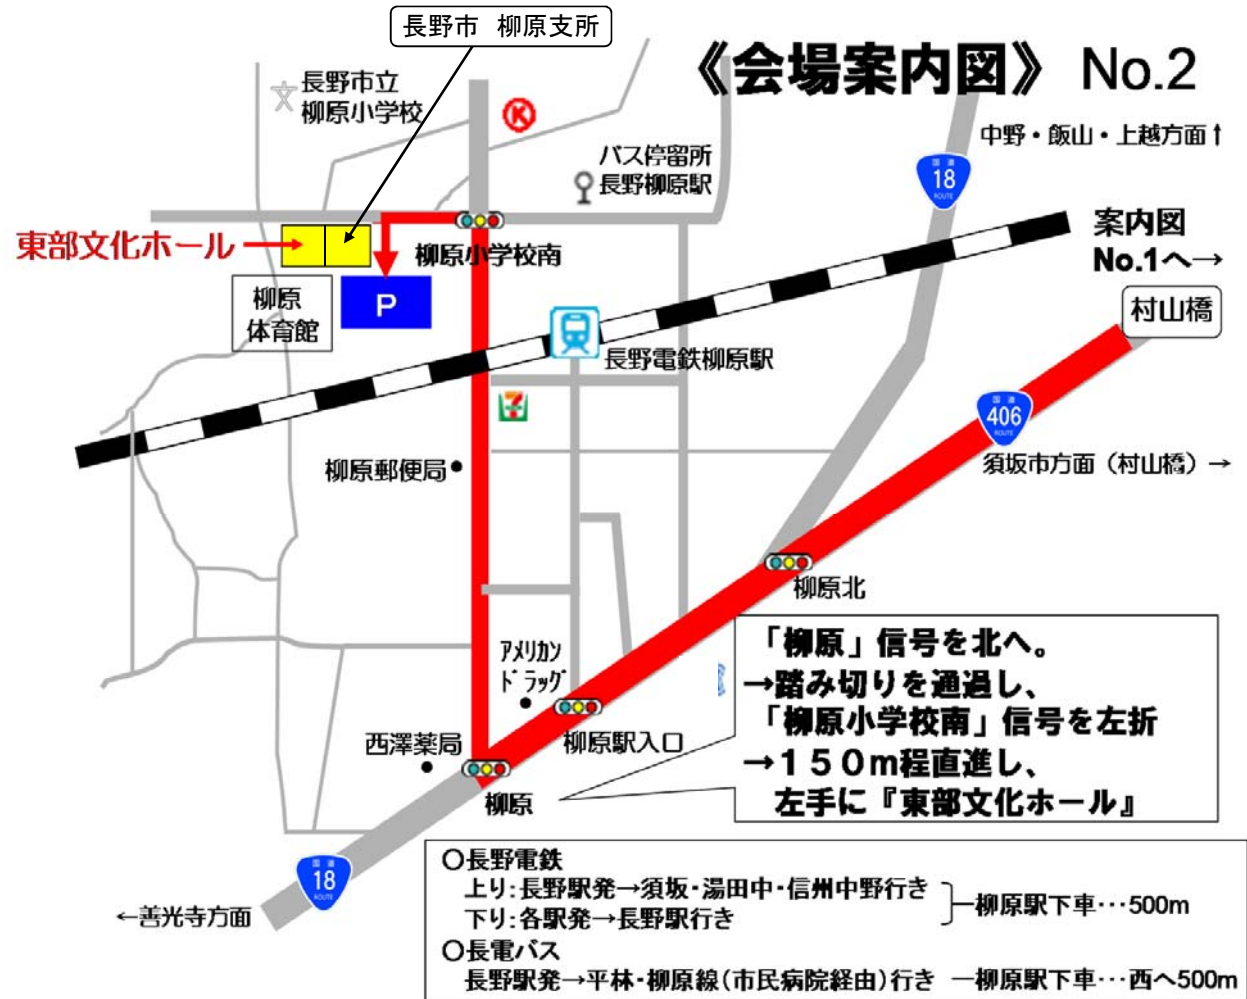 長野市　柳原支所
《会場案内図》 No.2
長野市立
柳原小学校
K
バス停留所
長野柳原駅
中野・飯山・上越方面↑
国道
18
ROUTE
東部文化ホール
柳原小学校南
案内図
No.1へ→
村山橋
柳原
体育館
P
長野電鉄柳原駅
7
国道
406
ROUTE
須坂市方面（村山橋）→
柳原郵便局
柳原北
アメリカン
ドラッグ
柳原駅入口
西澤薬局
柳原
「柳原」信号を北へ。
→踏み切りを通過し、
「柳原小学校南」信号を左折
→１５０ｍ程直進し、
左手に『東部文化ホール』
国道
18
ROUTE
←善光寺方面
○長野電鉄
上り：長野駅発→須坂・湯田中・信州中野行き
下り：各駅発→長野駅行き
柳原駅下車…500m
○長電バス
長野駅発→平林・柳原線（市民病院経由）行き　―柳原駅下車…西へ500m